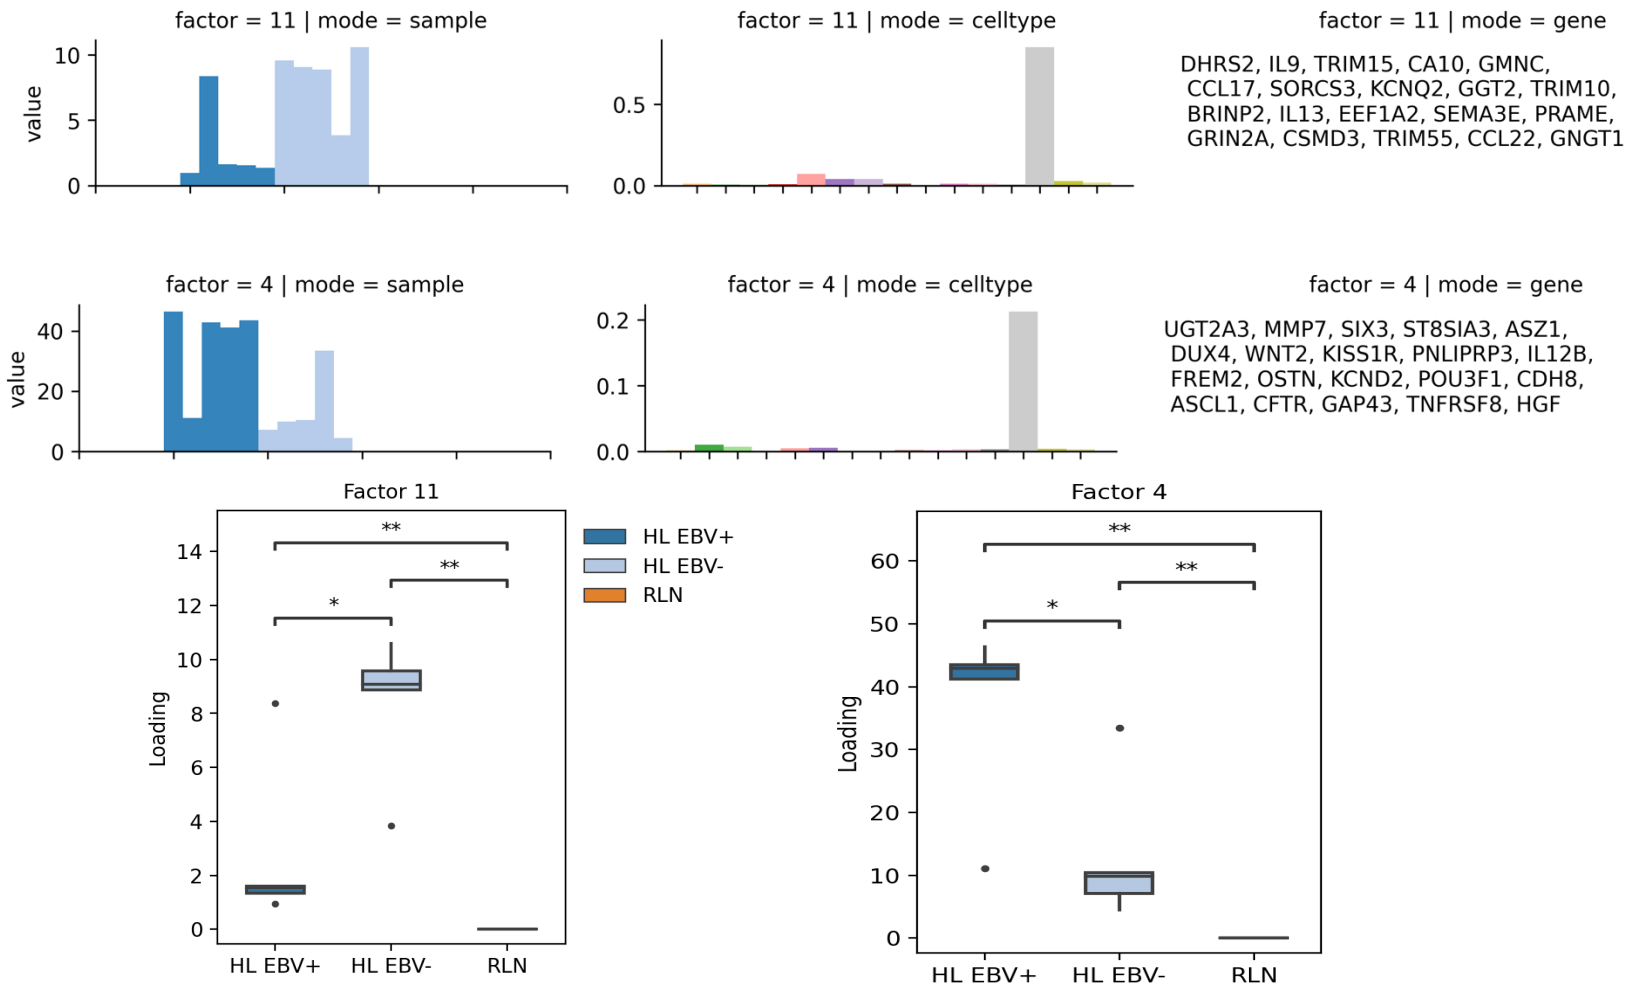 factor = 11 | mode = sample
factor = 11 | mode = celltype
factor = 11 | mode = gene
value
10
5
0
0.5
0.0
DHRS2, IL9, TRIM15, CA10, GMNC,
CCL17, SORCS3, KCNQ2, GGT2, TRIM10,
BRINP2, IL13, EEF1A2, SEMA3E, PRAME,
GRIN2A, CSMD3, TRIM55, CCL22, GNGT1
factor = 4 | mode = sample
factor = 4 | mode = celltype
factor = 4 | mode = gene
value
40
20
0
0.2
0.1
0.0
UGT2A3, MMP7, SIX3, ST8SIA3, ASZ1,
DUX4, WNT2, KISS1R, PNLIPRP3, IL12B,
FREM2, OSTN, KCND2, POU3F1, CDH8,
ASCL1, CFTR, GAP43, TNFRSF8, HGF
Factor 11
**
**
*
Loading
14
12
10
8
6
4
2
0
HL EBV+
HL EBV-
RLN
HL EBV+
HL EBV-
RLN
Factor 4
**
**
*
Loading
60
50
40
30
20
10
0
HL EBV+
HL EBV-
RLN